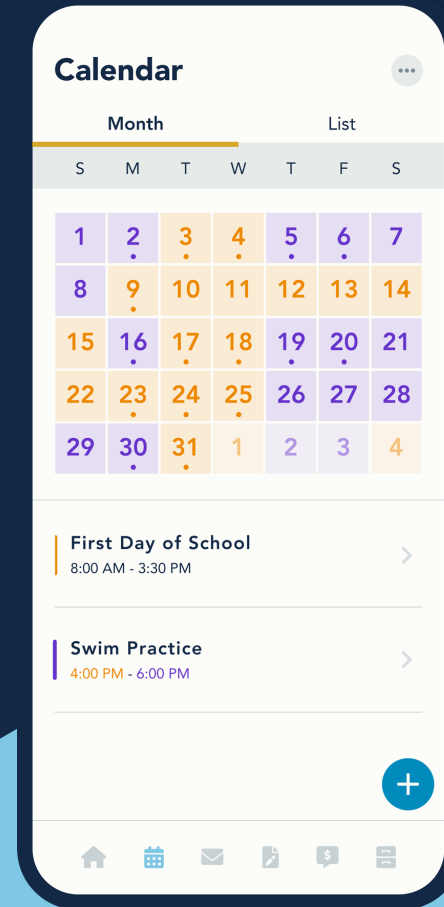 Calendar
Month List
S M T W T F S
1 2 3 4 5 6 7
8 9 10 11 12 13 14
15 16 17 18 19 20 21
22 23 24 25 26 27 28
29 30 31 1 2 3 4
First Day of School
8:00 AM - 3:30 PM
Swim Practice
4:00 PM - 6:00 PM
$